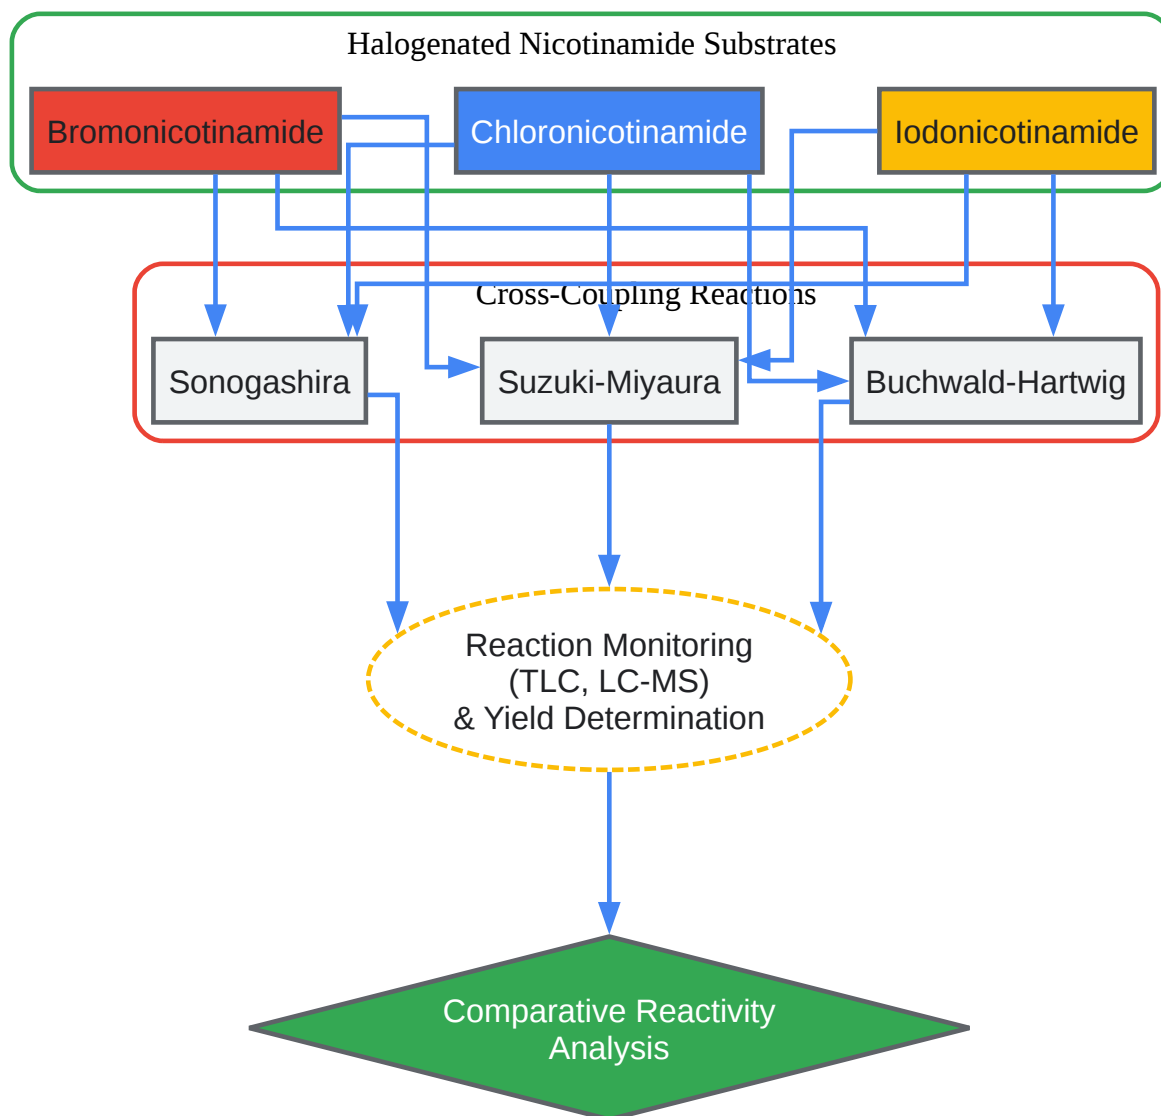 Halogenated Nicotinamide Substrates
Bromonicotinamide
Chloronicotinamide
Iodonicotinamide
Cross-Coupling Reactions
Sonogashira
Suzuki-Miyaura
Buchwald-Hartwig
Reaction Monitoring
(TLC, LC-MS)
& Yield Determination
Comparative Reactivity
Analysis